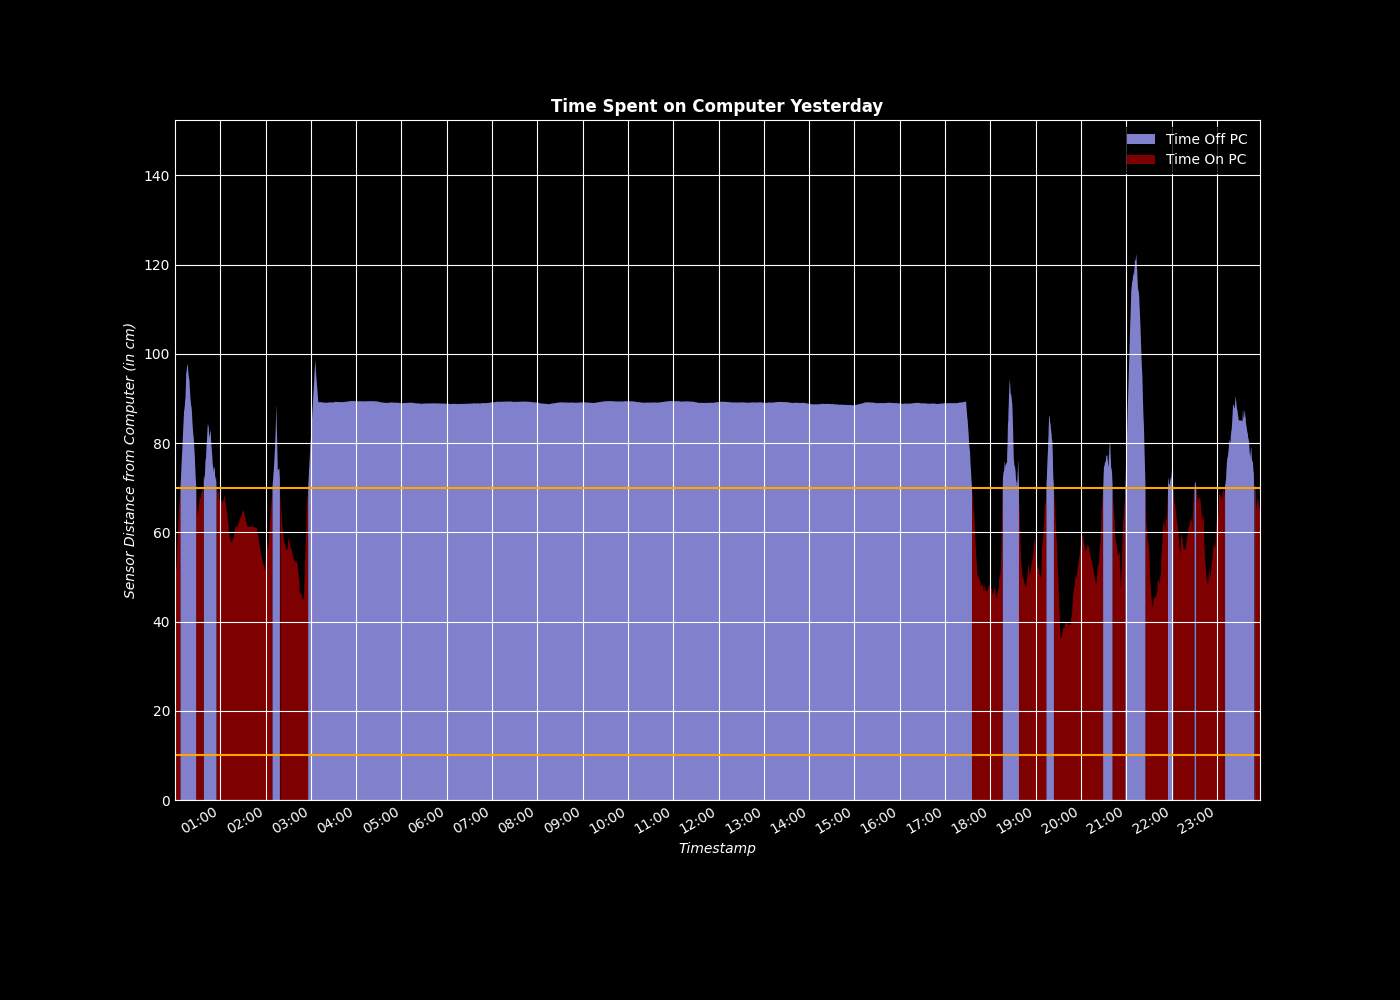 Time Spent on Computer Yesterday
Time Off PC
Time On PC
Sensor Distance from Computer (in cm)
140
120
100
80
60
40
20
0
01:00 02:00 03:00 04:00 05:00 06:00 07:00 08:00 09:00 10:00 11:00 12:00 13:00 14:00 15:00 16:00 17:00 18:00 19:00 20:00 21:00 22:00 23:00
Timestamp